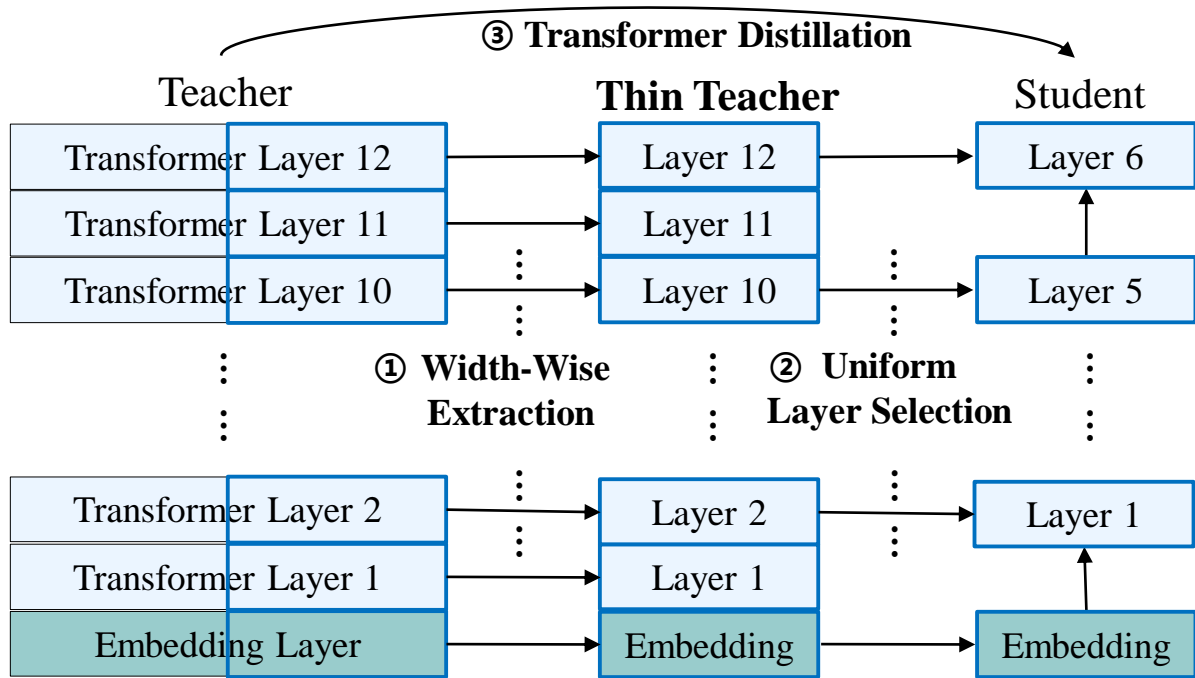 ③ Transformer Distillation
Teacher
Thin Teacher
Student
Transformer Layer 12
Layer 12
Layer 6
Transformer Layer 11
Layer 11
Transformer Layer 10
Layer 10
Layer 5
① Width-Wise
Extraction
② Uniform
Layer Selection
Transformer Layer 2
Layer 2
Layer 1
Transformer Layer 1
Layer 1
Embedding Layer
Embedding
Embedding